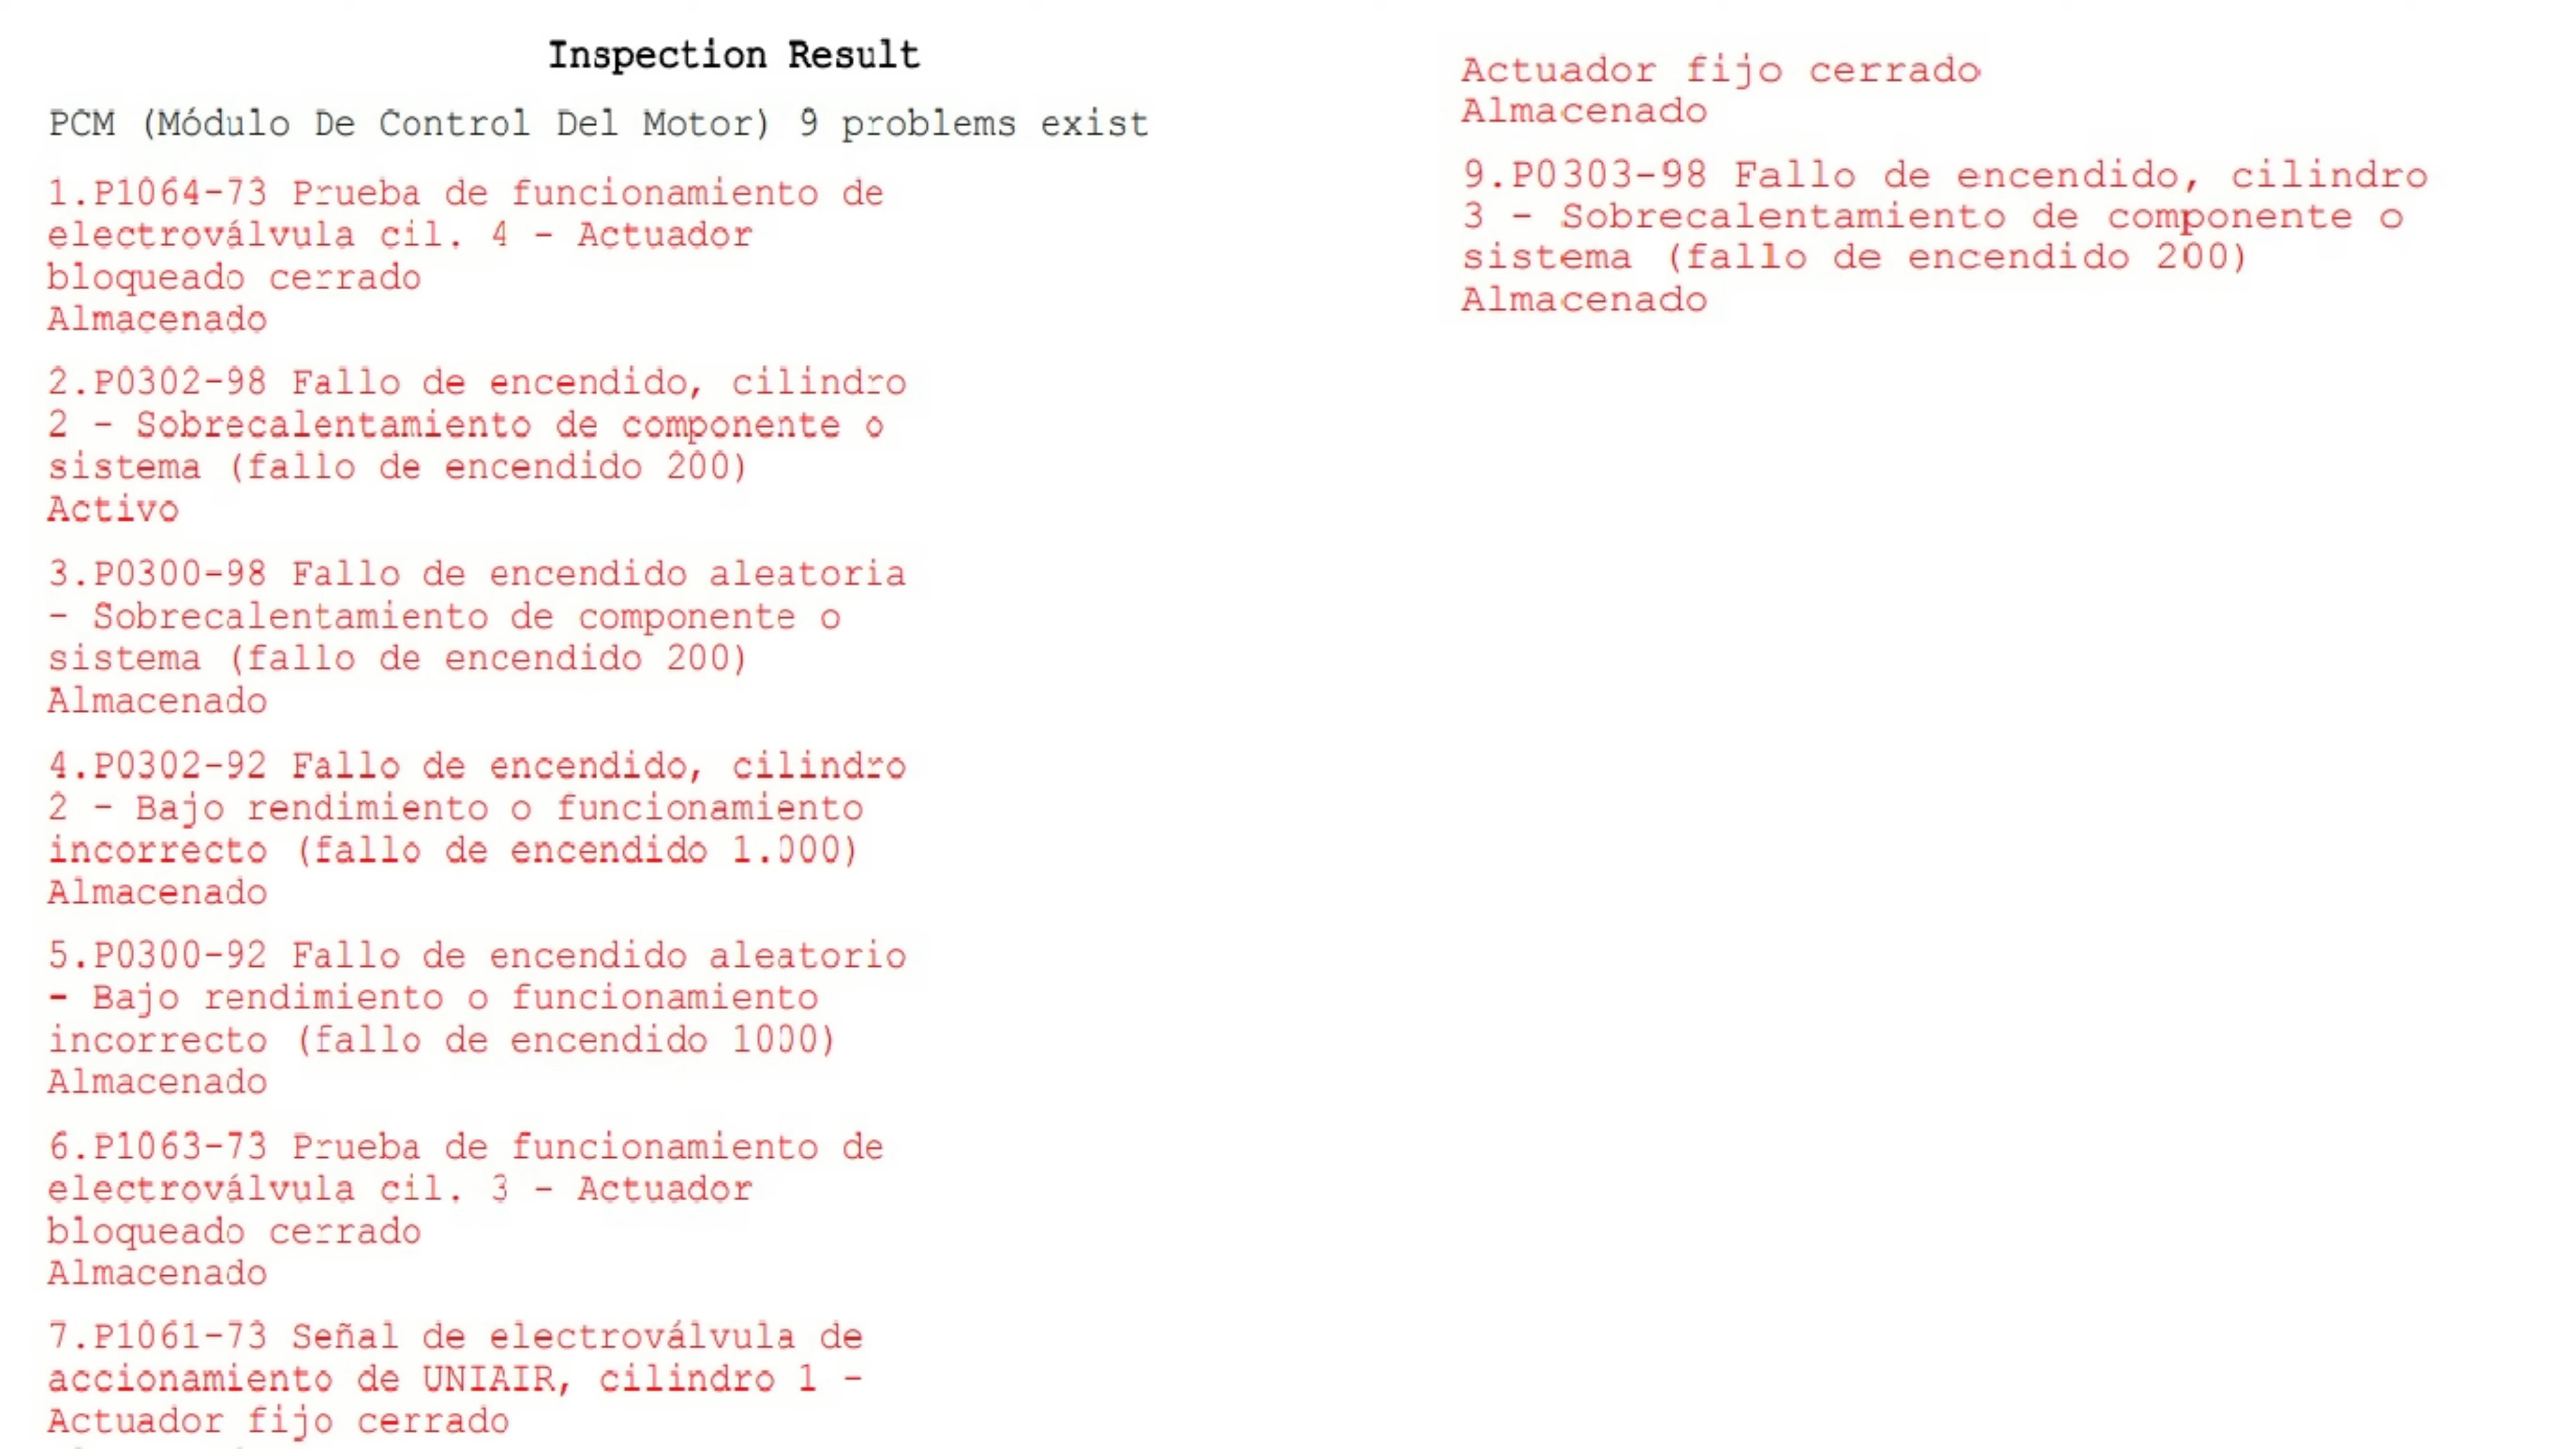 Inspection Result
PCM (Módulo De Control Del Motor) 9 problems exist
1.P1064-73 Prueba de funcionamiento de
electroválvula cil. 4 - Actuador
bloqueado cerrado
Almacenado
2.P0302-98 Fallo de encendido, cilindro
2 - Sobrecalentamiento de componente o
sistema (fallo de encendido 200)
Activo
3.P0300-98 Fallo de encendido aleatoria
- Sobrecalentamiento de componente o
sistema (fallo de encendido 200)
Almacenado
4.P0302-92 Fallo de encendido, cilindro
2 - Bajo rendimiento o funcionamiento
incorrecto (fallo de encendido 1.000)
Almacenado
5.P0300-92 Fallo de encendido aleatorio
- Bajo rendimiento o funcionamiento
incorrecto (fallo de encendido 1000)
Almacenado
6.P1063-73 Prueba de funcionamiento de
electroválvula cil. 3 - Actuador
bloqueado cerrado
Almacenado
7.P1061-73 Señal de electroválvula de
accionamiento de UNIAIR, cilindro 1 -
Actuador fijo cerrado
Actuador fijo cerrado
Almacenado
9.P0303-98 Fallo de encendido, cilindro
3 - Sobrecalentamiento de componente o
sistema (fallo de encendido 200)
Almacenado